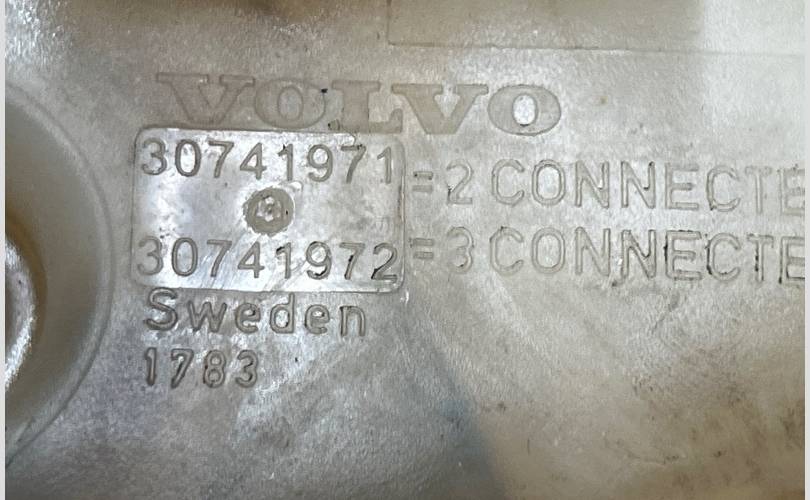 VOLVO
30741971 =2 CONNECTE
30741972 =3 CONNECTE
Sweden
1783